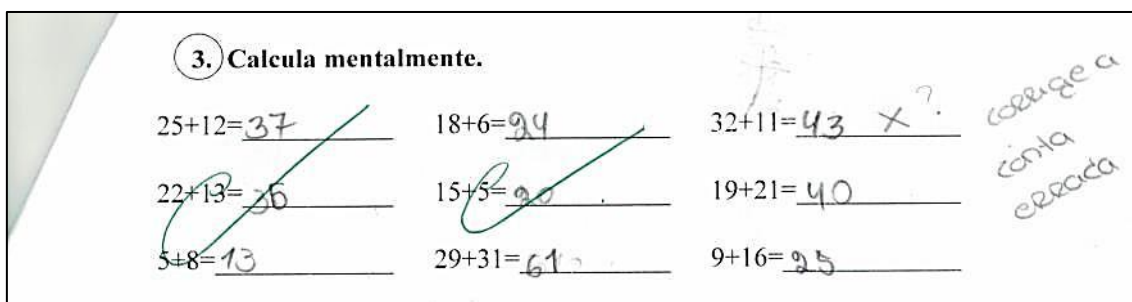 3. Calcula mentalmente.
25+12=37 18+6=24 32+11=43 x ?
22+13=36 15+5=20 19+21=40
5+8=13 29+31=61 9+16=25
corrige a
conta
errada